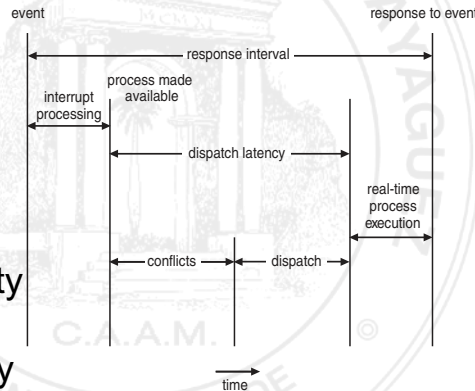 event
response to event
response interval
process made
available
interrupt
processing
dispatch latency
real-time
process
execution
conflicts
dispatch
ty
C.A.A.M.
y
time